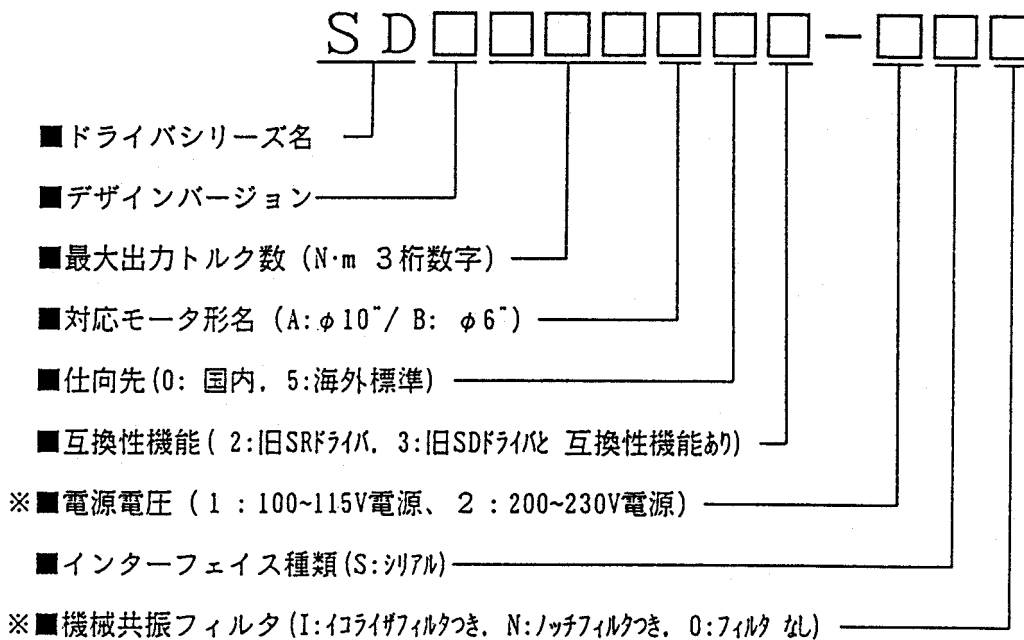 SD□□□□□□□-□□□
■ドライバシリーズ名
■デザインバージョン
■最大出力トルク数 (N·m 3桁数字)
■対応モータ形名 (A:φ10"/ B: φ6")
■仕向先(0: 国内. 5:海外標準)
■互換性機能( 2:旧SRドライバ. 3:旧SDドライバと 互換性機能あり)
※■電源電圧 (1 : 100~115V電源、2 : 200~230V電源)
■インターフェイス種類(S:シリアル)
※■機械共振フィルタ(I:イコライザフィルタつき. N:ノッチフィルタつき. 0:フィルタ なし)